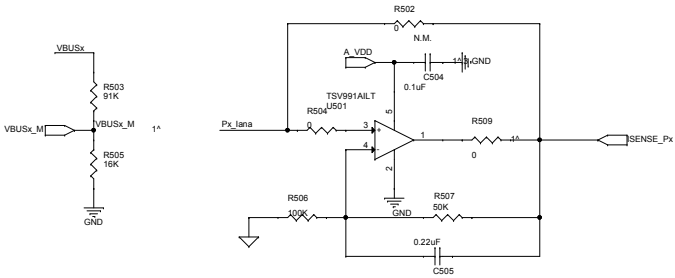 R502
0
N.M.
VBUSx
A_VDD
C504
1^
GND
0.1uF
R503
91K
TSV991AILT
U501
R504
0
5
R509
VBUSx_M
VBUSx_M
1^
Px_Iana
3
+
1
1^
ISENSE_Px
4
-
0
R505
16K
2
R506
100K
R507
50K
GND
GND
0.22uF
C505